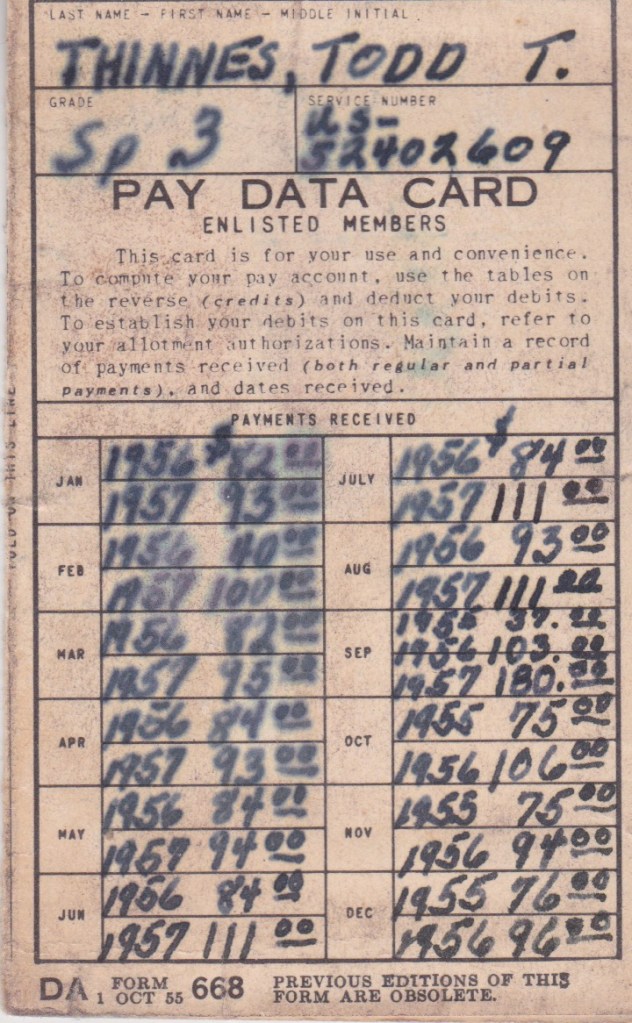 LAST NAME - FIRST NAME - MIDDLE INITIAL
THINNES, TODD T.
GRADE
Sp 3
SERVICE NUMBER
US-
52402609
PAY DATA CARD
ENLISTED MEMBERS
This card is for your use and convenience.
To compute your pay account, use the tables on
the reverse (credits) and deduct your debits.
To establish your debits on this card, refer to
your allotment authorizations. Maintain a record
of payments received (both regular and partial
payments), and dates received.
PAYMENTS RECEIVED
JAN
1956 $82.00
1957 93.00
FEB
1956 40.00
1957 100.00
MAR
1956 82.00
1957 95.00
APR
1956 84.00
1957 93.00
MAY
1956 84.00
1957 94.00
JUN
1956 84.00
1957 111.00
JULY
1956 $84.00
1957 111.00
AUG
1956 93.00
1957 111.00
SEP
1955 37.00
1956 103.00
1957 180.00
OCT
1955 75.00
1956 106.00
NOV
1955 75.00
1956 94.00
DEC
1955 76.00
1956 96.00
FOLD ON THIS LINE
DA FORM 668
1 OCT 55
PREVIOUS EDITIONS OF THIS
FORM ARE OBSOLETE.